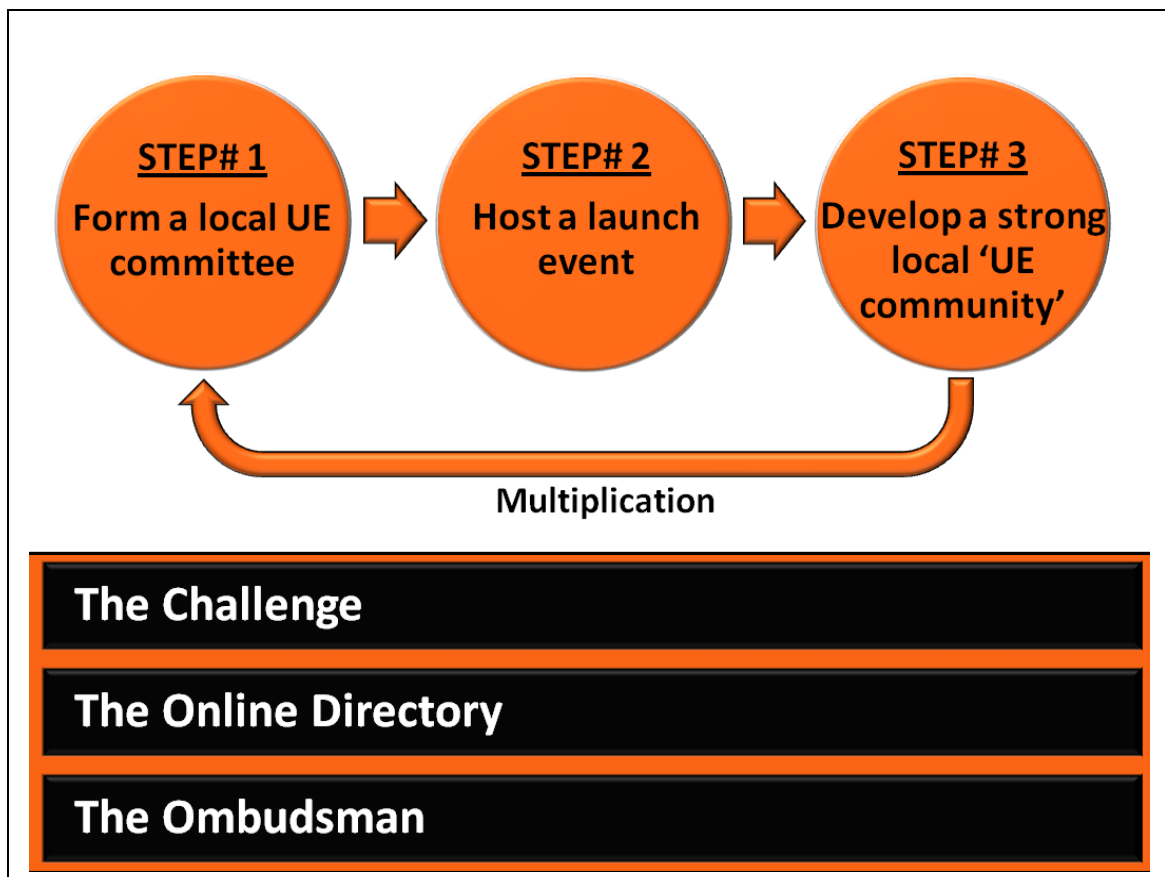 STEP# 1
Form a local UE
committee
STEP# 2
Host a launch
event
STEP# 3
Develop a strong
local ‘UE
community’
Multiplication
The Challenge
The Online Directory
The Ombudsman